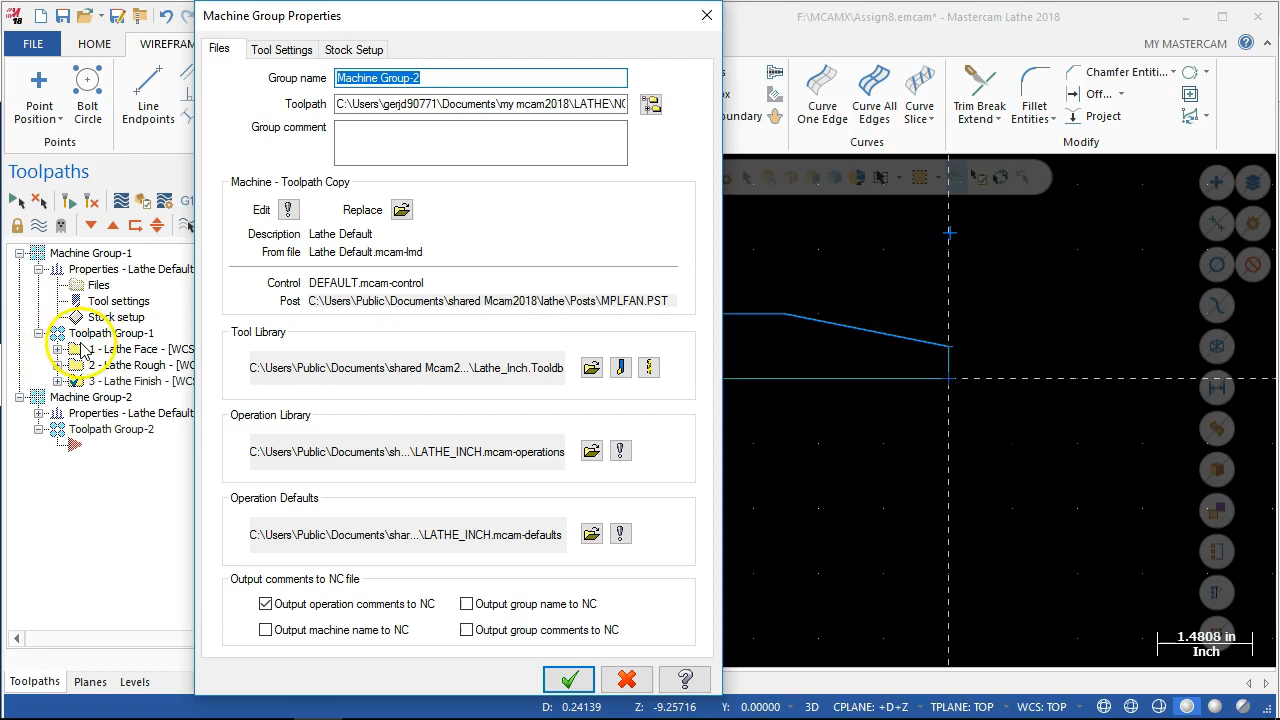 18
Machine Group Properties
F:\MCAMX\Assign8.emcam* - Mastercam Lathe 2018
FILE
HOME
WIREFRA
MY MASTERCAM
Point
Position
Bolt
Circle
Line
Endpoints
Points
Curve
One Edge
Curve All
Edges
Curve
Slice
Curves
Trim Break
Extend
Fillet
Entities
Chamfer Entiti...
Off...
Project
Modify
s
oundary
Toolpaths
G1
Machine Group-1
Properties - Lathe Default
Files
Tool settings
Stock setup
Toolpath Group-1
1 - Lathe Face - [WCS
2 - Lathe Rough - [WC
3 - Lathe Finish - [WCS
Machine Group-2
Properties - Lathe Default
Toolpath Group-2
Files
Tool Settings
Stock Setup
Group name
Machine Group-2
Toolpath
C:\Users\gerjd90771\Documents\my mcam2018\LATHE\NC
Group comment
Machine - Toolpath Copy
Edit
Replace
Description Lathe Default
From file Lathe Default.mcam-lmd
Control DEFAULT.mcam-control
Post C:\Users\Public\Documents\shared Mcam2018\lathe\Posts\MPLFAN.PST
Tool Library
C:\Users\Public\Documents\shared Mcam2...\Lathe_Inch.Tooldb
Operation Library
C:\Users\Public\Documents\sh...\LATHE_INCH.mcam-operations
Operation Defaults
C:\Users\Public\Documents\shar...\LATHE_INCH.mcam-defaults
Output comments to NC file
Output operation comments to NC
Output group name to NC
Output machine name to NC
Output group comments to NC
1.4808 in
Inch
Toolpaths Planes Levels
D: 0.24139 Z: -9.25716 Y: 0.00000 3D CPLANE: +D+Z TPLANE: TOP WCS: TOP